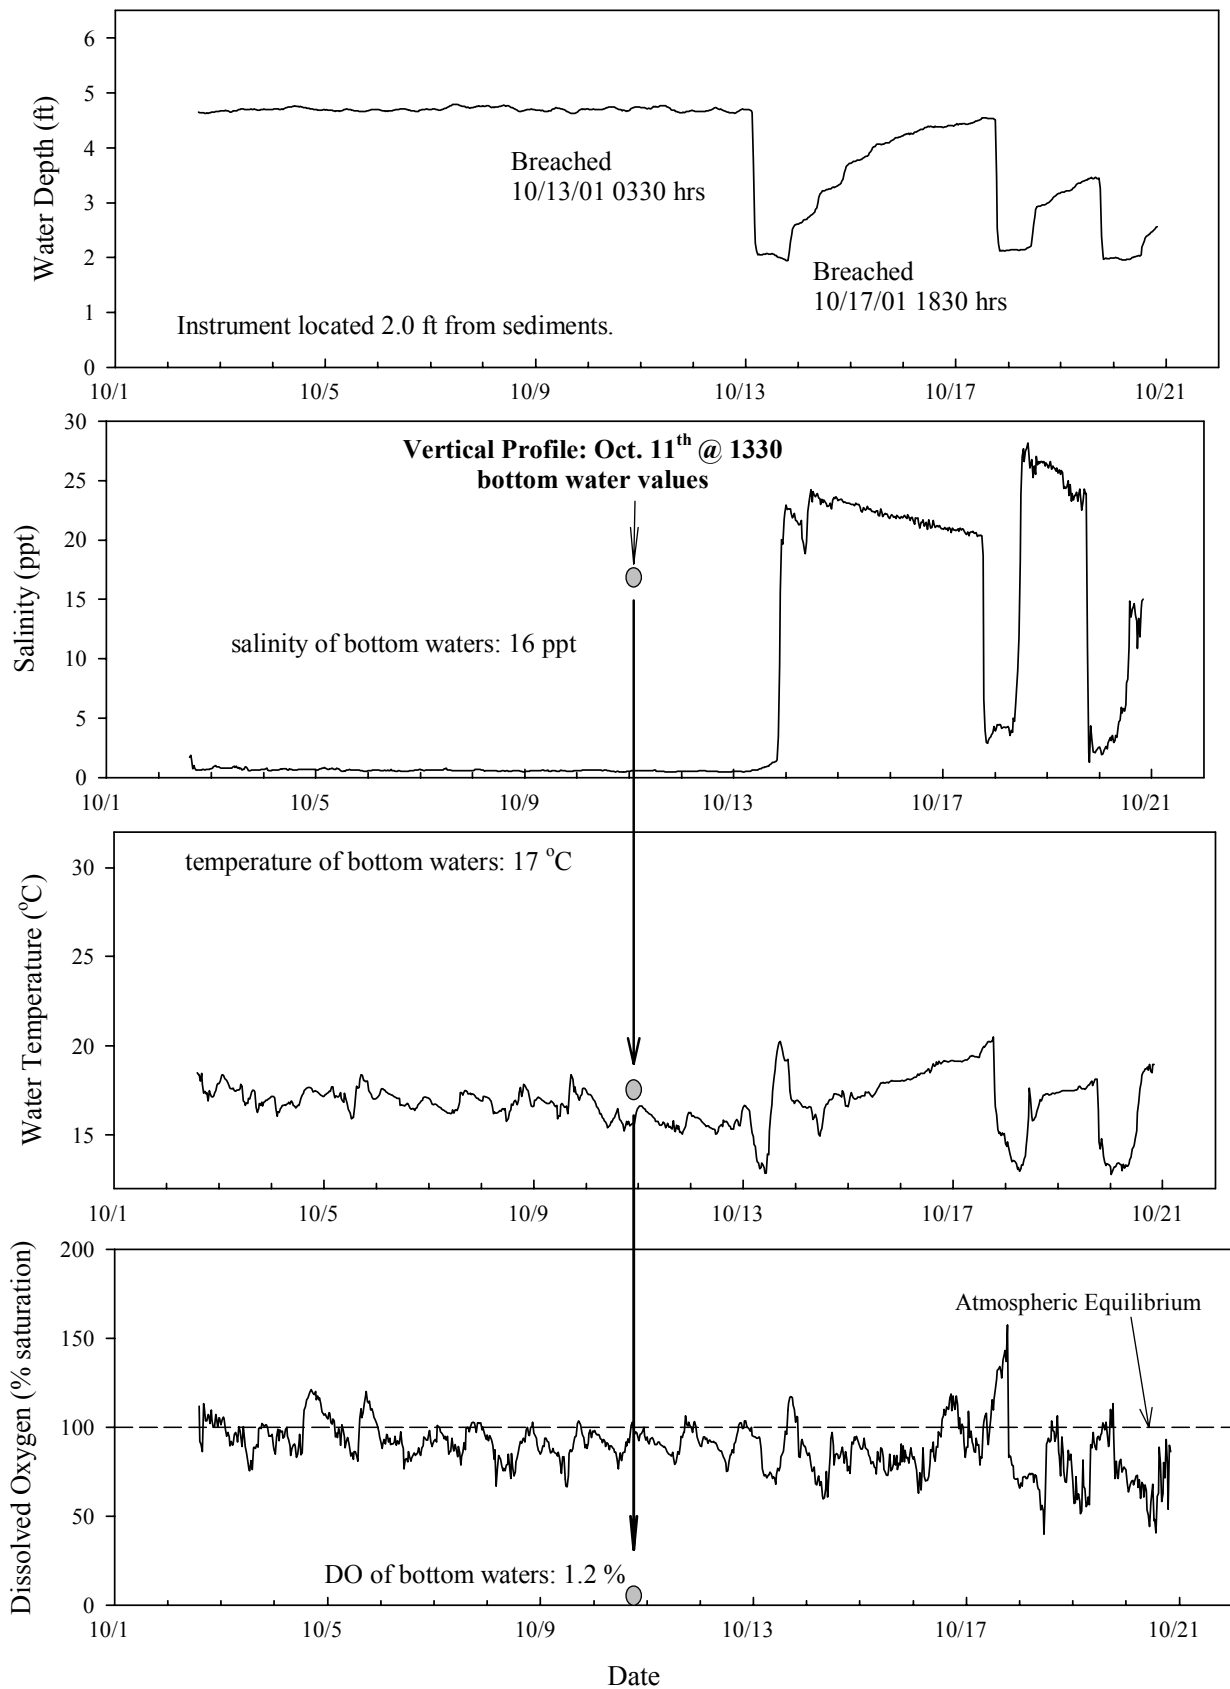 Water Depth (ft)
6
5
4
3
2
1
0
Breached
10/13/01 0330 hrs
Breached
10/17/01 1830 hrs
Instrument located 2.0 ft from sediments.
10/1 10/5 10/9 10/13 10/17 10/21
Salinity (ppt)
30
25
20
15
10
5
0
Vertical Profile: Oct. 11th @ 1330
bottom water values
salinity of bottom waters: 16 ppt
10/1 10/5 10/9 10/13 10/17 10/21
Water Temperature (°C)
30
25
20
15
temperature of bottom waters: 17 °C
10/1 10/5 10/9 10/13 10/17 10/21
Dissolved Oxygen (% saturation)
200
150
100
50
0
Atmospheric Equilibrium
DO of bottom waters: 1.2 %
10/1 10/5 10/9 10/13 10/17 10/21
Date